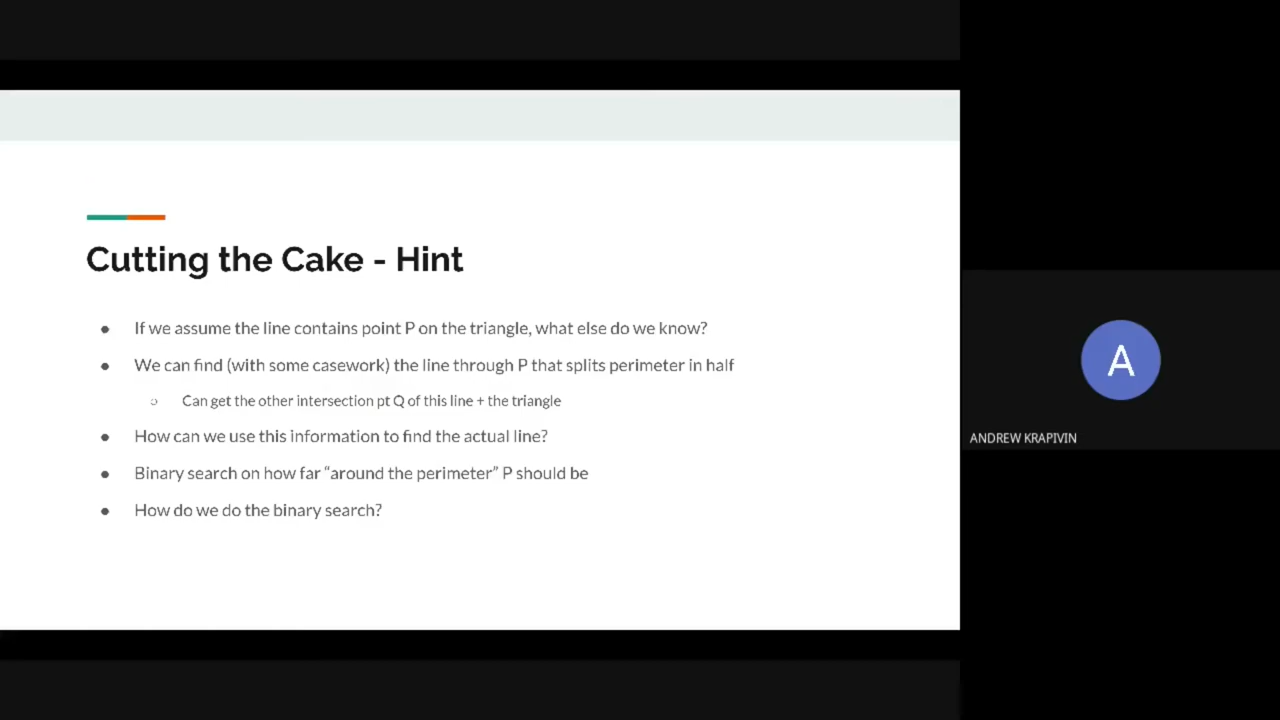 Cutting the Cake - Hint
● If we assume the line contains point P on the triangle, what else do we know?
● We can find (with some casework) the line through P that splits perimeter in half
○ Can get the other intersection pt Q of this line + the triangle
● How can we use this information to find the actual line?
● Binary search on how far “around the perimeter” P should be
● How do we do the binary search?
A
ANDREW KRAPIVIN